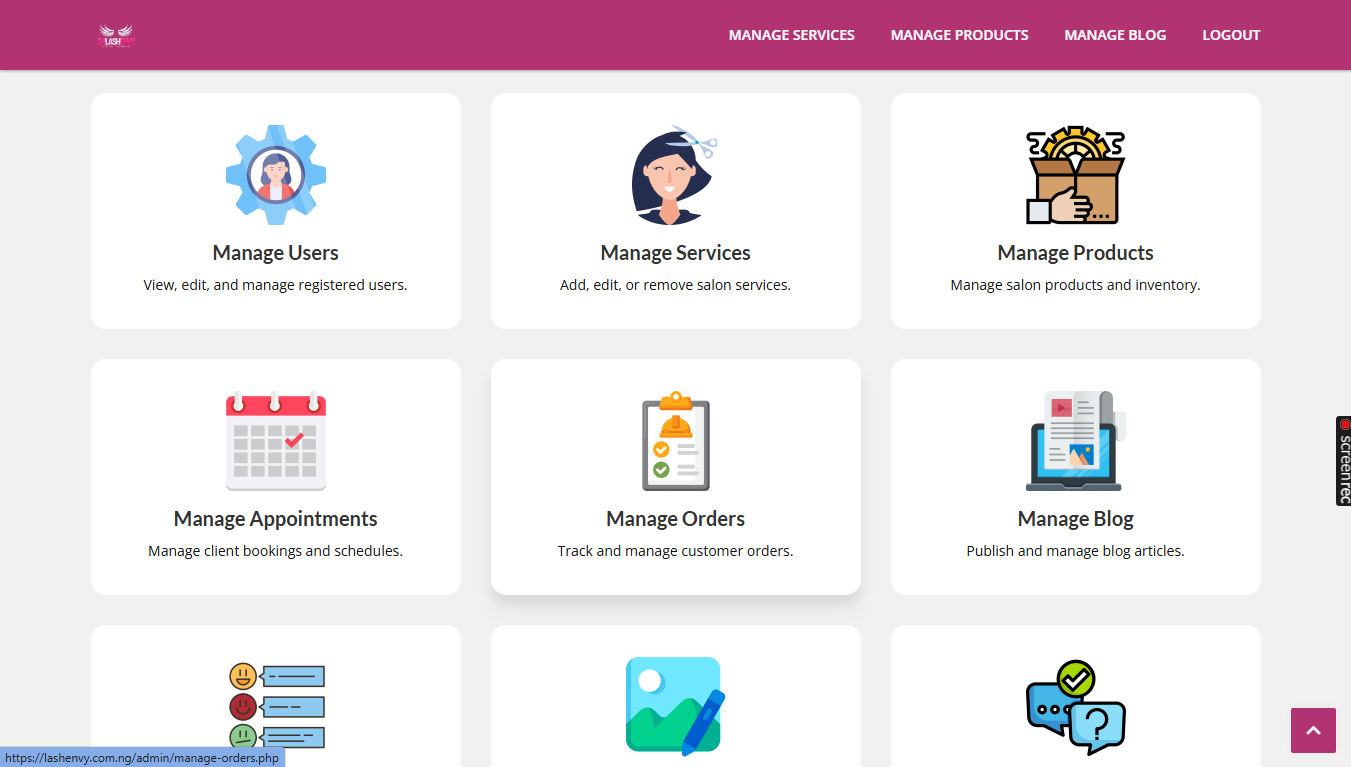 LASH
MANAGE SERVICES
MANAGE PRODUCTS
MANAGE BLOG
LOGOUT
Manage Users
View, edit, and manage registered users.
Manage Services
Add, edit, or remove salon services.
Manage Products
Manage salon products and inventory.
Manage Appointments
Manage client bookings and schedules.
Manage Orders
Track and manage customer orders.
Manage Blog
Publish and manage blog articles.
screenrec
https://lashenvy.com.ng/admin/manage-orders.php